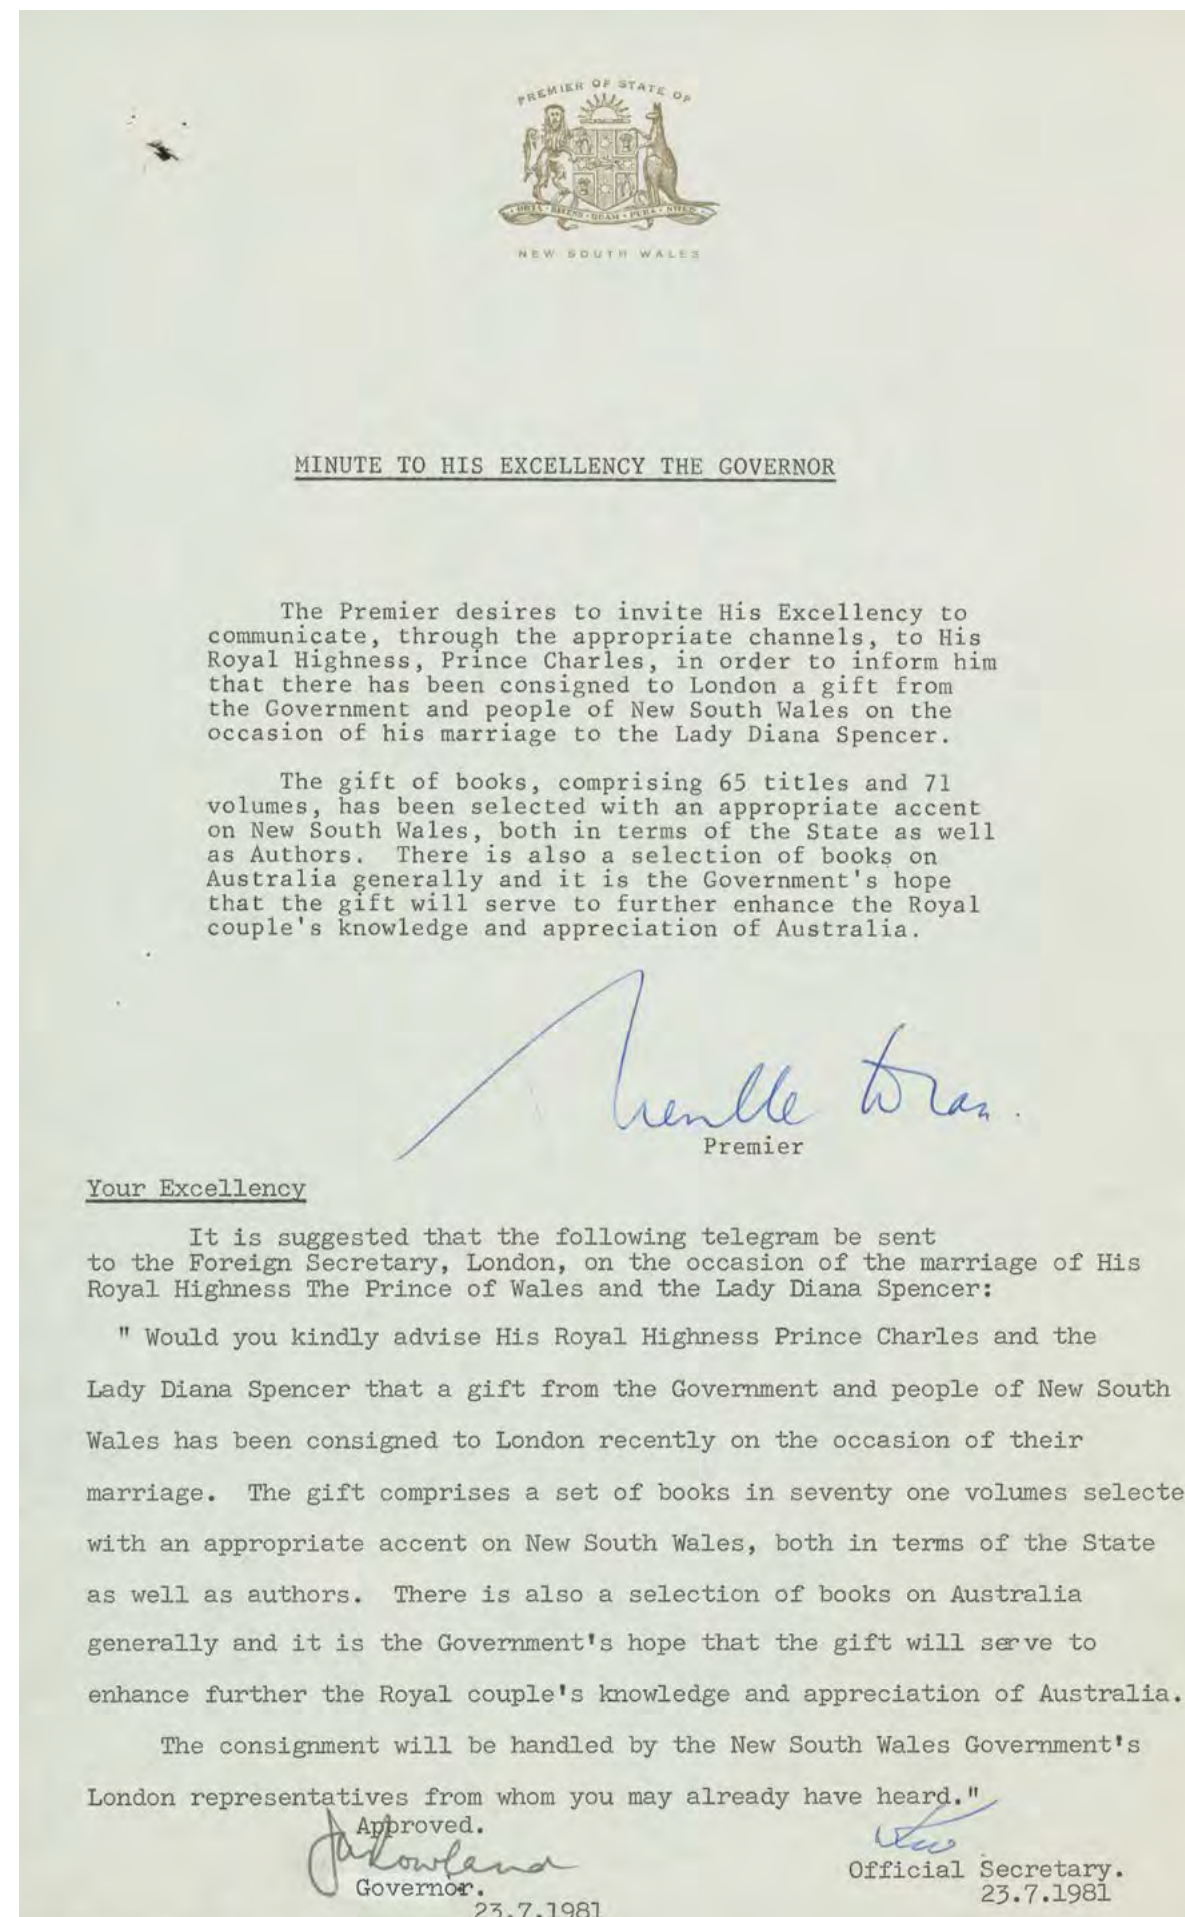 PREMIER OF STATE OF
ORTA · RECENS · QUAM · PURA · NITES
NEW SOUTH WALES
MINUTE TO HIS EXCELLENCY THE GOVERNOR
The Premier desires to invite His Excellency to
communicate, through the appropriate channels, to His
Royal Highness, Prince Charles, in order to inform him
that there has been consigned to London a gift from
the Government and people of New South Wales on the
occasion of his marriage to the Lady Diana Spencer.
The gift of books, comprising 65 titles and 71
volumes, has been selected with an appropriate accent
on New South Wales, both in terms of the State as well
as Authors. There is also a selection of books on
Australia generally and it is the Government's hope
that the gift will serve to further enhance the Royal
couple's knowledge and appreciation of Australia.
Neville Wran.
Premier
Your Excellency
It is suggested that the following telegram be sent
to the Foreign Secretary, London, on the occasion of the marriage of His
Royal Highness The Prince of Wales and the Lady Diana Spencer:
" Would you kindly advise His Royal Highness Prince Charles and the
Lady Diana Spencer that a gift from the Government and people of New South
Wales has been consigned to London recently on the occasion of their
marriage. The gift comprises a set of books in seventy one volumes selecte
with an appropriate accent on New South Wales, both in terms of the State
as well as authors. There is also a selection of books on Australia
generally and it is the Government's hope that the gift will serve to
enhance further the Royal couple's knowledge and appreciation of Australia.
The consignment will be handled by the New South Wales Government's
London representatives from whom you may already have heard."
Approved.
JARowland
Governor.
23.7.1981
Official Secretary.
23.7.1981